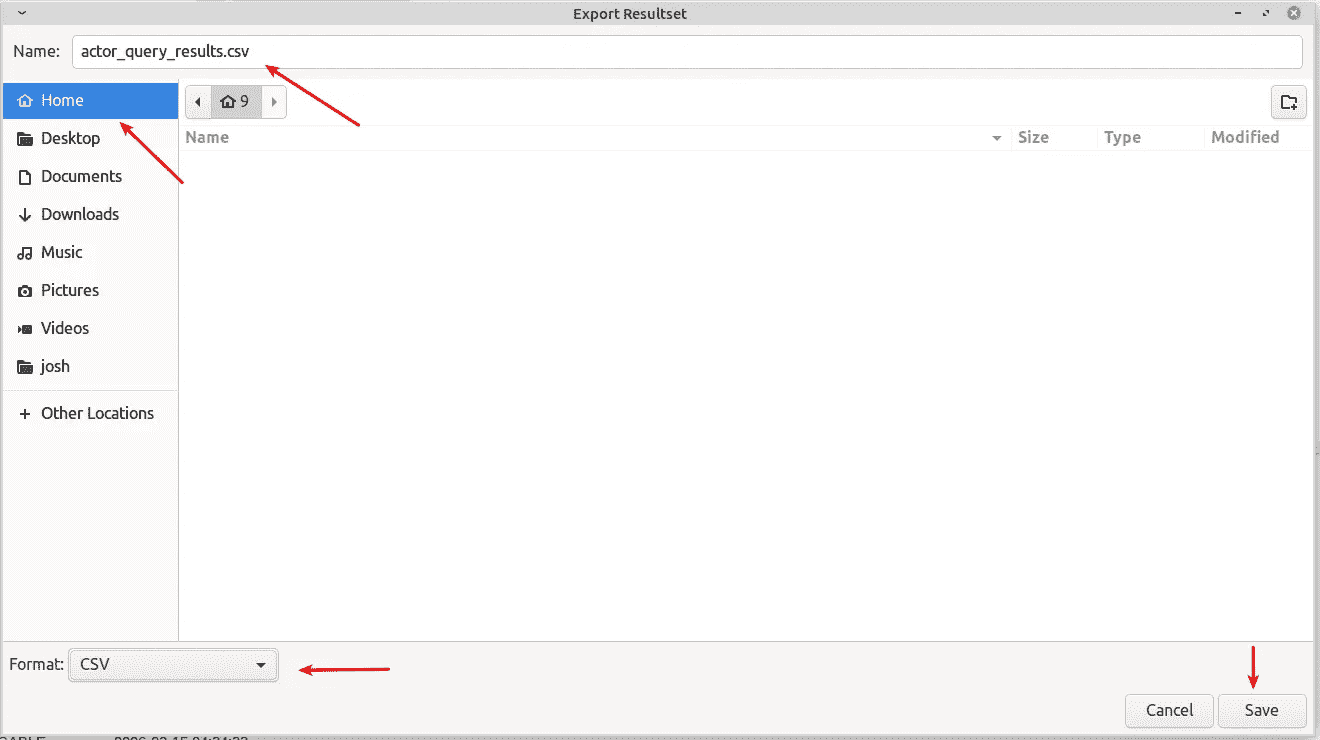 Export Resultset
Name: actor_query_results.csv
Home
9
Desktop
Name Size Type Modified
Documents
Downloads
Music
Pictures
Videos
josh
Other Locations
Format: CSV
Cancel Save